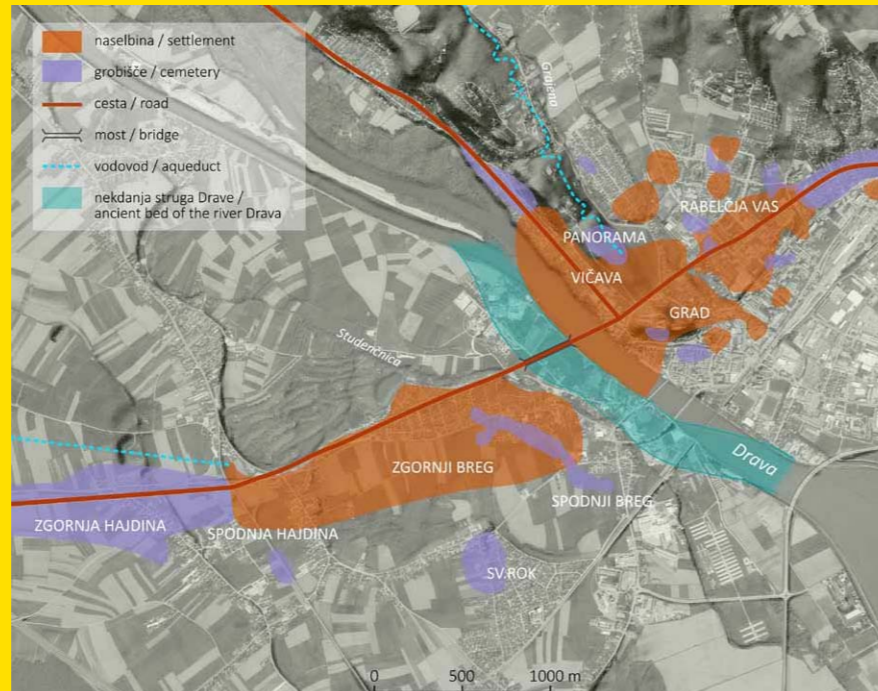 naselbina / settlement
grobišče / cemetery
cesta / road
most / bridge
vodovod / aqueduct
nekdanja struga Drave /
ancient bed of the river Drava
Grajena
RABELČJA VAS
PANORAMA
VIČAVA
GRAD
Studenčnica
Drava
ZGORNJI BREG
SPODNJI BREG
ZGORNJA HAJDINA
SPODNJA HAJDINA
SV.ROK
0 500 1000 m